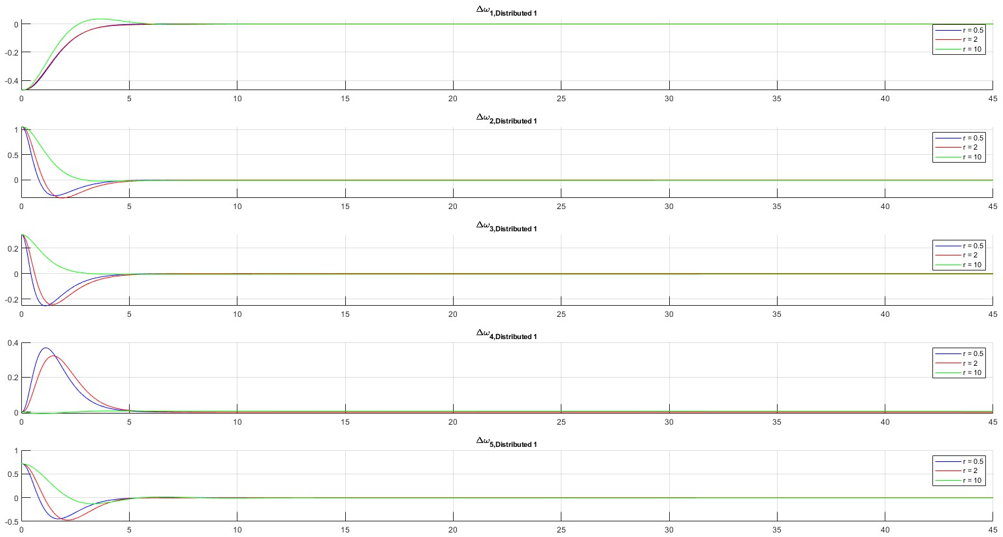 Δω1,Distributed 1
0
-0.2
-0.4
r = 0.5
r = 2
r = 10
0 5 10 15 20 25 30 35 40 45
Δω2,Distributed 1
1
0.5
0
r = 0.5
r = 2
r = 10
0 5 10 15 20 25 30 35 40 45
Δω3,Distributed 1
0.2
0
-0.2
r = 0.5
r = 2
r = 10
0 5 10 15 20 25 30 35 40 45
Δω4,Distributed 1
0.4
0.2
0
r = 0.5
r = 2
r = 10
0 5 10 15 20 25 30 35 40 45
Δω5,Distributed 1
1
0.5
0
-0.5
r = 0.5
r = 2
r = 10
0 5 10 15 20 25 30 35 40 45